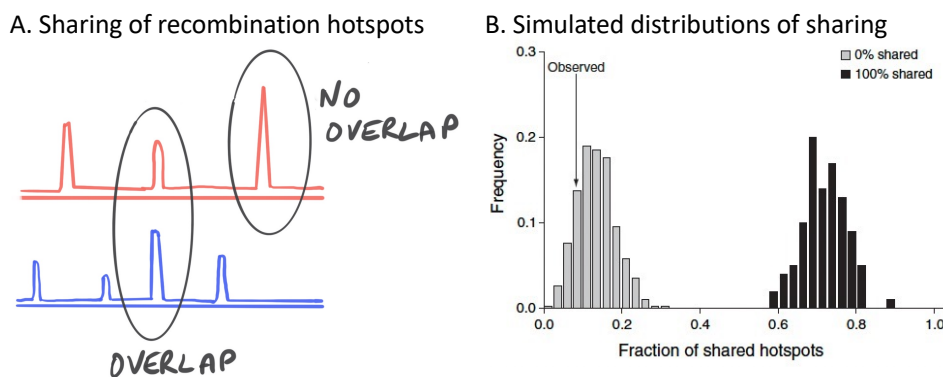 A. Sharing of recombination hotspots
NO
OVERLAP
OVERLAP
B. Simulated distributions of sharing
0% shared
100% shared
Observed
Frequency
0.3
0.2
0.1
0.0
0.0 0.2 0.4 0.6 0.8 1.0
Fraction of shared hotspots